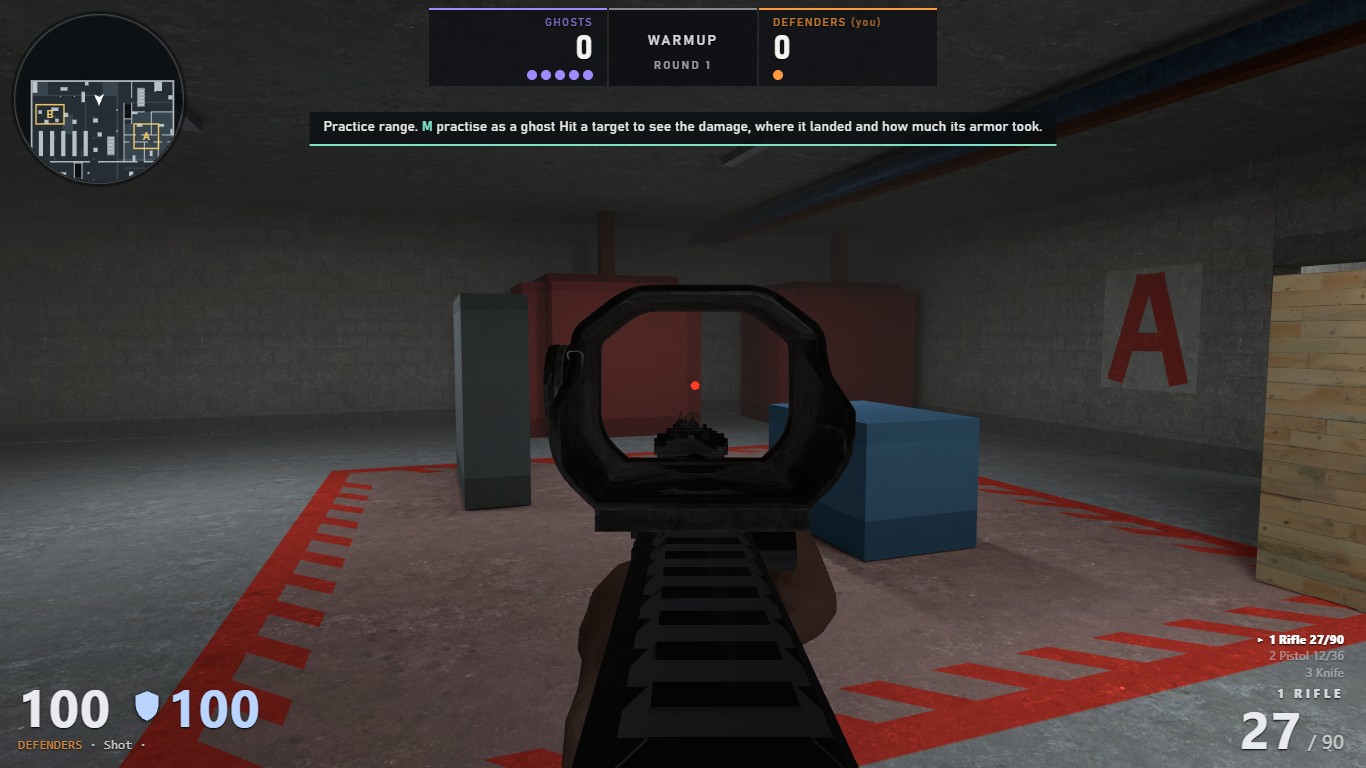 GHOSTS
0
WARMUP
ROUND 1
DEFENDERS (you)
0
Practice range. M practise as a ghost Hit a target to see the damage, where it landed and how much its armor took.
B
A
A
▸ 1 Rifle 27/90
2 Pistol 12/36
3 Knife
1 RIFLE
27 / 90
100 100
DEFENDERS · Shot ·